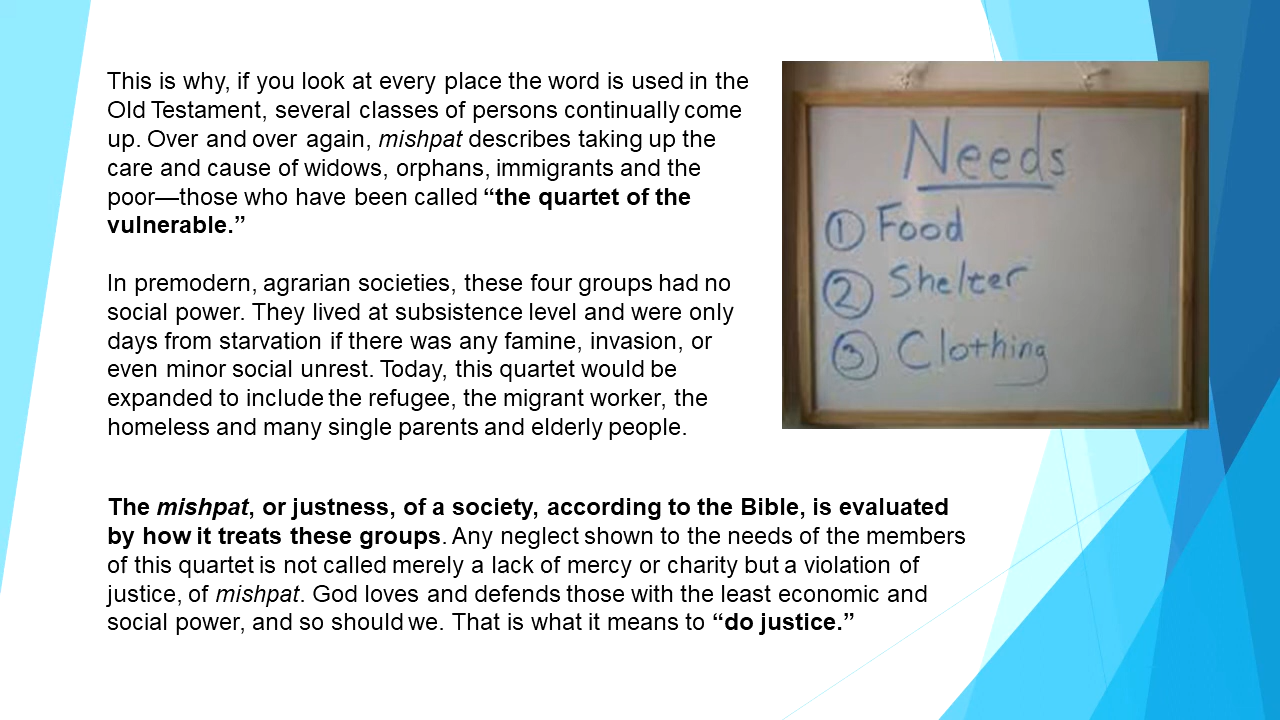 This is why, if you look at every place the word is used in the
Old Testament, several classes of persons continually come
up. Over and over again, mishpat describes taking up the
care and cause of widows, orphans, immigrants and the
poor—those who have been called “the quartet of the
vulnerable.”
In premodern, agrarian societies, these four groups had no
social power. They lived at subsistence level and were only
days from starvation if there was any famine, invasion, or
even minor social unrest. Today, this quartet would be
expanded to include the refugee, the migrant worker, the
homeless and many single parents and elderly people.
Needs
1 Food
2 Shelter
3 Clothing
The mishpat, or justness, of a society, according to the Bible, is evaluated
by how it treats these groups. Any neglect shown to the needs of the members
of this quartet is not called merely a lack of mercy or charity but a violation of
justice, of mishpat. God loves and defends those with the least economic and
social power, and so should we. That is what it means to “do justice.”